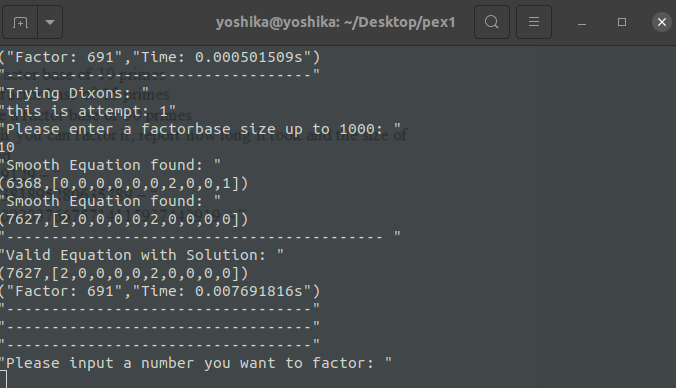 yoshika@yoshika: ~/Desktop/pex1
("Factor: 691","Time: 0.000501509s")
"----------------------------------"
"Trying Dixons: "
"this is attempt: 1"
"Please enter a factorbase size up to 1000: "
10
"Smooth Equation found: "
(6368,[0,0,0,0,0,0,2,0,0,1])
"Smooth Equation found: "
(7627,[2,0,0,0,0,2,0,0,0,0])
"------------------------------------------ "
"Valid Equation with Solution: "
(7627,[2,0,0,0,0,2,0,0,0,0])
("Factor: 691","Time: 0.007691816s")
"----------------------------------"
"----------------------------------"
"----------------------------------"
"Please input a number you want to factor: "